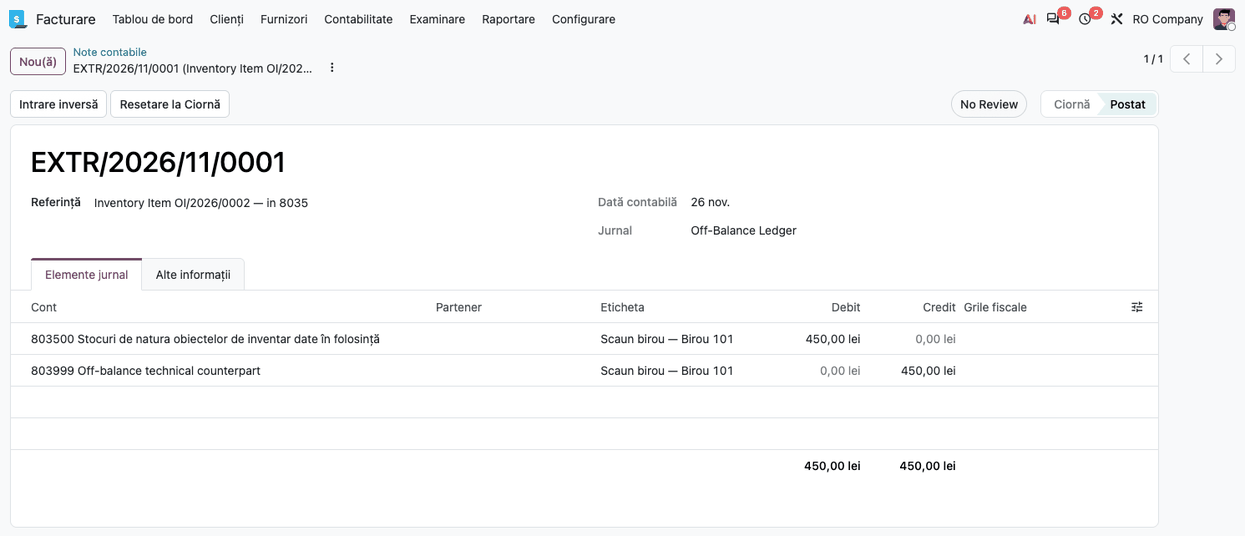 Facturare Tablou de bord Clienți Furnizori Contabilitate Examinare Raportare Configurare AI 6 2 RO Company
Nou(ă) Note contabile 1 / 1
EXTR/2026/11/0001 (Inventory Item OI/202...
Intrare inversă Resetare la Ciornă No Review Ciornă Postat
EXTR/2026/11/0001
Referință Inventory Item OI/2026/0002 — in 8035 Dată contabilă 26 nov.
Jurnal Off-Balance Ledger
Elemente jurnal Alte informații
Cont Partener Eticheta Debit Credit Grile fiscale
803500 Stocuri de natura obiectelor de inventar date în folosință Scaun birou — Birou 101 450,00 lei 0,00 lei
803999 Off-balance technical counterpart Scaun birou — Birou 101 0,00 lei 450,00 lei
450,00 lei 450,00 lei